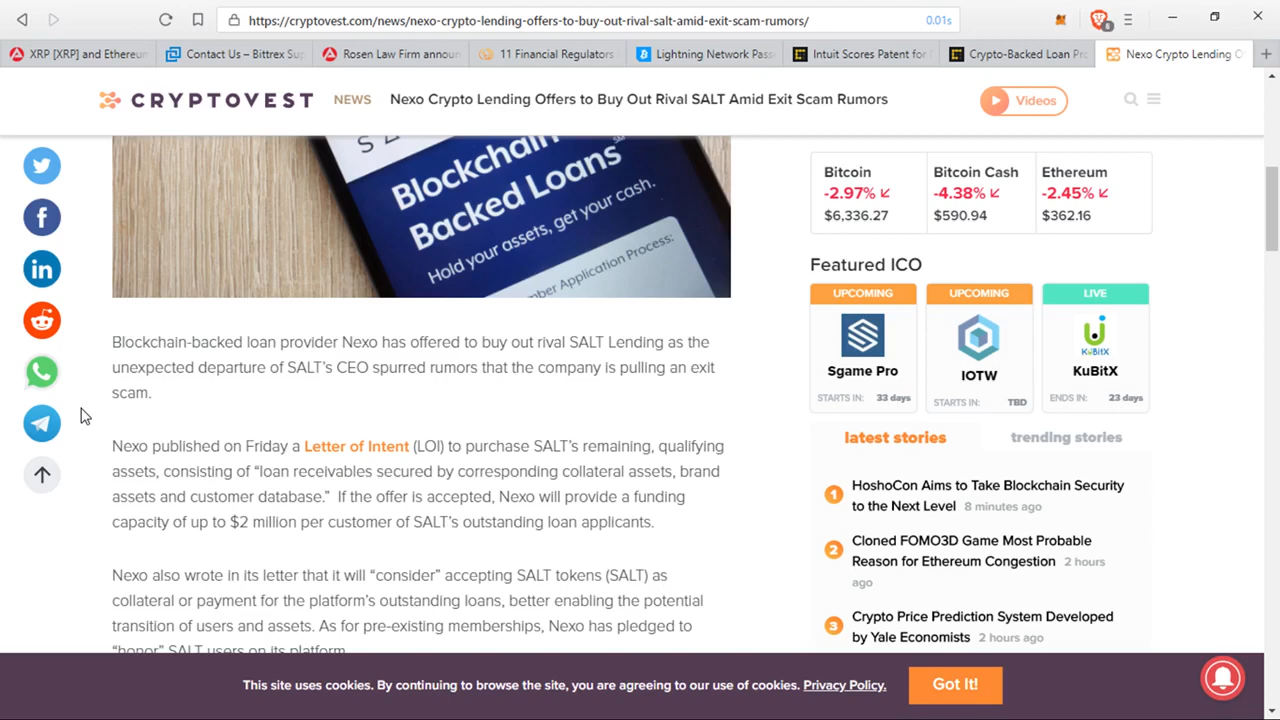 https://cryptovest.com/news/nexo-crypto-lending-offers-to-buy-out-rival-salt-amid-exit-scam-rumors/
0.01s
8
XRP [XRP] and Ethereu
Contact Us – Bittrex Sup
Rosen Law Firm annou
11 Financial Regulators
Lightning Network Pass
Intuit Scores Patent for
Crypto-Backed Loan Pro
Nexo Crypto Lending O
CRYPTOVEST
NEWS
Nexo Crypto Lending Offers to Buy Out Rival SALT Amid Exit Scam Rumors
Videos
Blockchain
Backed Loans
SM
Hold your assets, get your cash.
mber Application Process:
Blockchain-backed loan provider Nexo has offered to buy out rival SALT Lending as the
unexpected departure of SALT's CEO spurred rumors that the company is pulling an exit
scam.
Nexo published on Friday a Letter of Intent (LOI) to purchase SALT's remaining, qualifying
assets, consisting of “loan receivables secured by corresponding collateral assets, brand
assets and customer database.” If the offer is accepted, Nexo will provide a funding
capacity of up to $2 million per customer of SALT's outstanding loan applicants.
Nexo also wrote in its letter that it will “consider” accepting SALT tokens (SALT) as
collateral or payment for the platform's outstanding loans, better enabling the potential
transition of users and assets. As for pre-existing memberships, Nexo has pledged to
“honor” SALT users on its platform.
Bitcoin
-2.97%
$6,336.27
Bitcoin Cash
-4.38%
$590.94
Ethereum
-2.45%
$362.16
Featured ICO
UPCOMING
Sgame Pro
STARTS IN: 33 days
UPCOMING
IOTW
STARTS IN: TBD
LIVE
KUBITX
KuBitX
ENDS IN: 23 days
latest stories
trending stories
1
HoshoCon Aims to Take Blockchain Security
to the Next Level 8 minutes ago
2
Cloned FOMO3D Game Most Probable
Reason for Ethereum Congestion 2 hours
ago
3
Crypto Price Prediction System Developed
by Yale Economists 2 hours ago
This site uses cookies. By continuing to browse the site, you are agreeing to our use of cookies. Privacy Policy.
Got It!